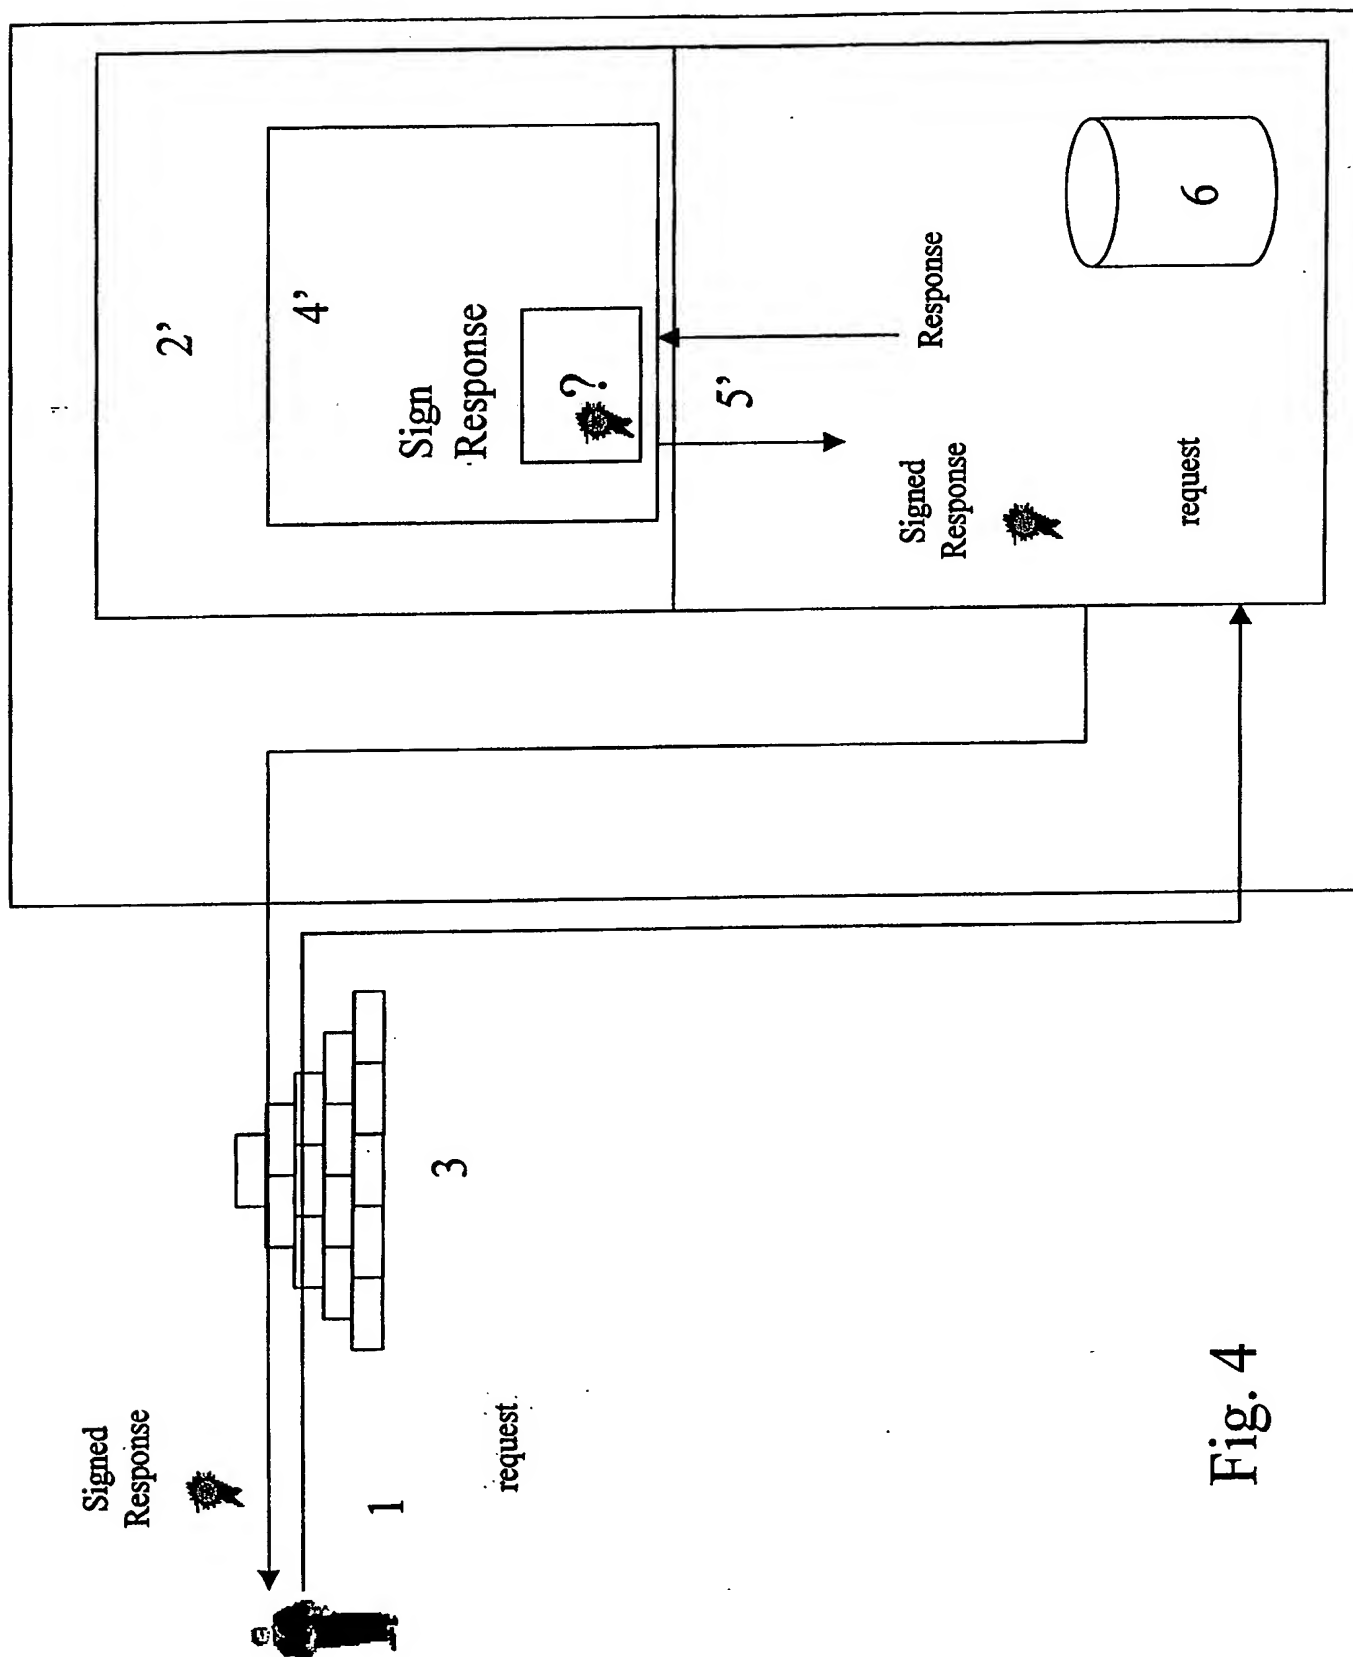 Signed
Response
1
request
3
2’
4’
Sign
Response
?
5’
Signed
Response
Response
request
6
Fig. 4